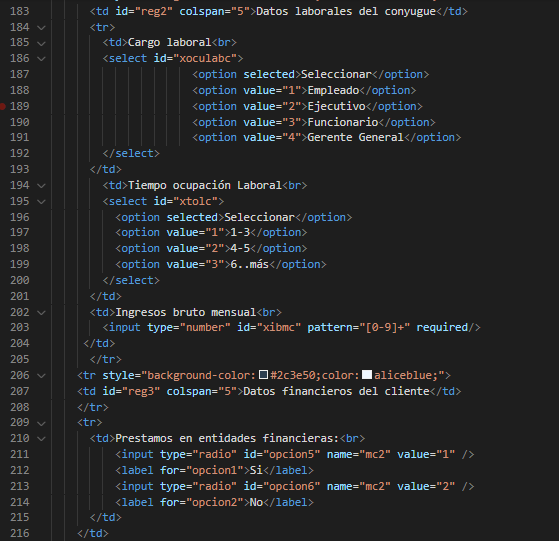 183 <td id="reg2" colspan="5">Datos laborales del conyugue</td>
184 <tr>
185 <td>Cargo laboral<br>
186 <select id="xoculabc">
187 <option selected>Seleccionar</option>
188 <option value="1">Empleado</option>
189 <option value="2">Ejecutivo</option>
190 <option value="3">Funcionario</option>
191 <option value="4">Gerente General</option>
192 </select>
193 </td>
194 <td>Tiempo ocupación Laboral<br>
195 <select id="xtolc">
196 <option selected>Seleccionar</option>
197 <option value="1">1-3</option>
198 <option value="2">4-5</option>
199 <option value="3">6..más</option>
200 </select>
201 </td>
202 <td>Ingresos bruto mensual<br>
203 <input type="number" id="xibmc" pattern="[0-9]+" required/>
204 </td>
205 </tr>
206 <tr style="background-color:#2c3e50;color:aliceblue;">
207 <td id="reg3" colspan="5">Datos financieros del cliente</td>
208 </tr>
209 <tr>
210 <td>Prestamos en entidades financieras:<br>
211 <input type="radio" id="opcion5" name="mc2" value="1" />
212 <label for="opcion1">Si</label>
213 <input type="radio" id="opcion6" name="mc2" value="2" />
214 <label for="opcion2">No</label>
215 </td>
216 </td>